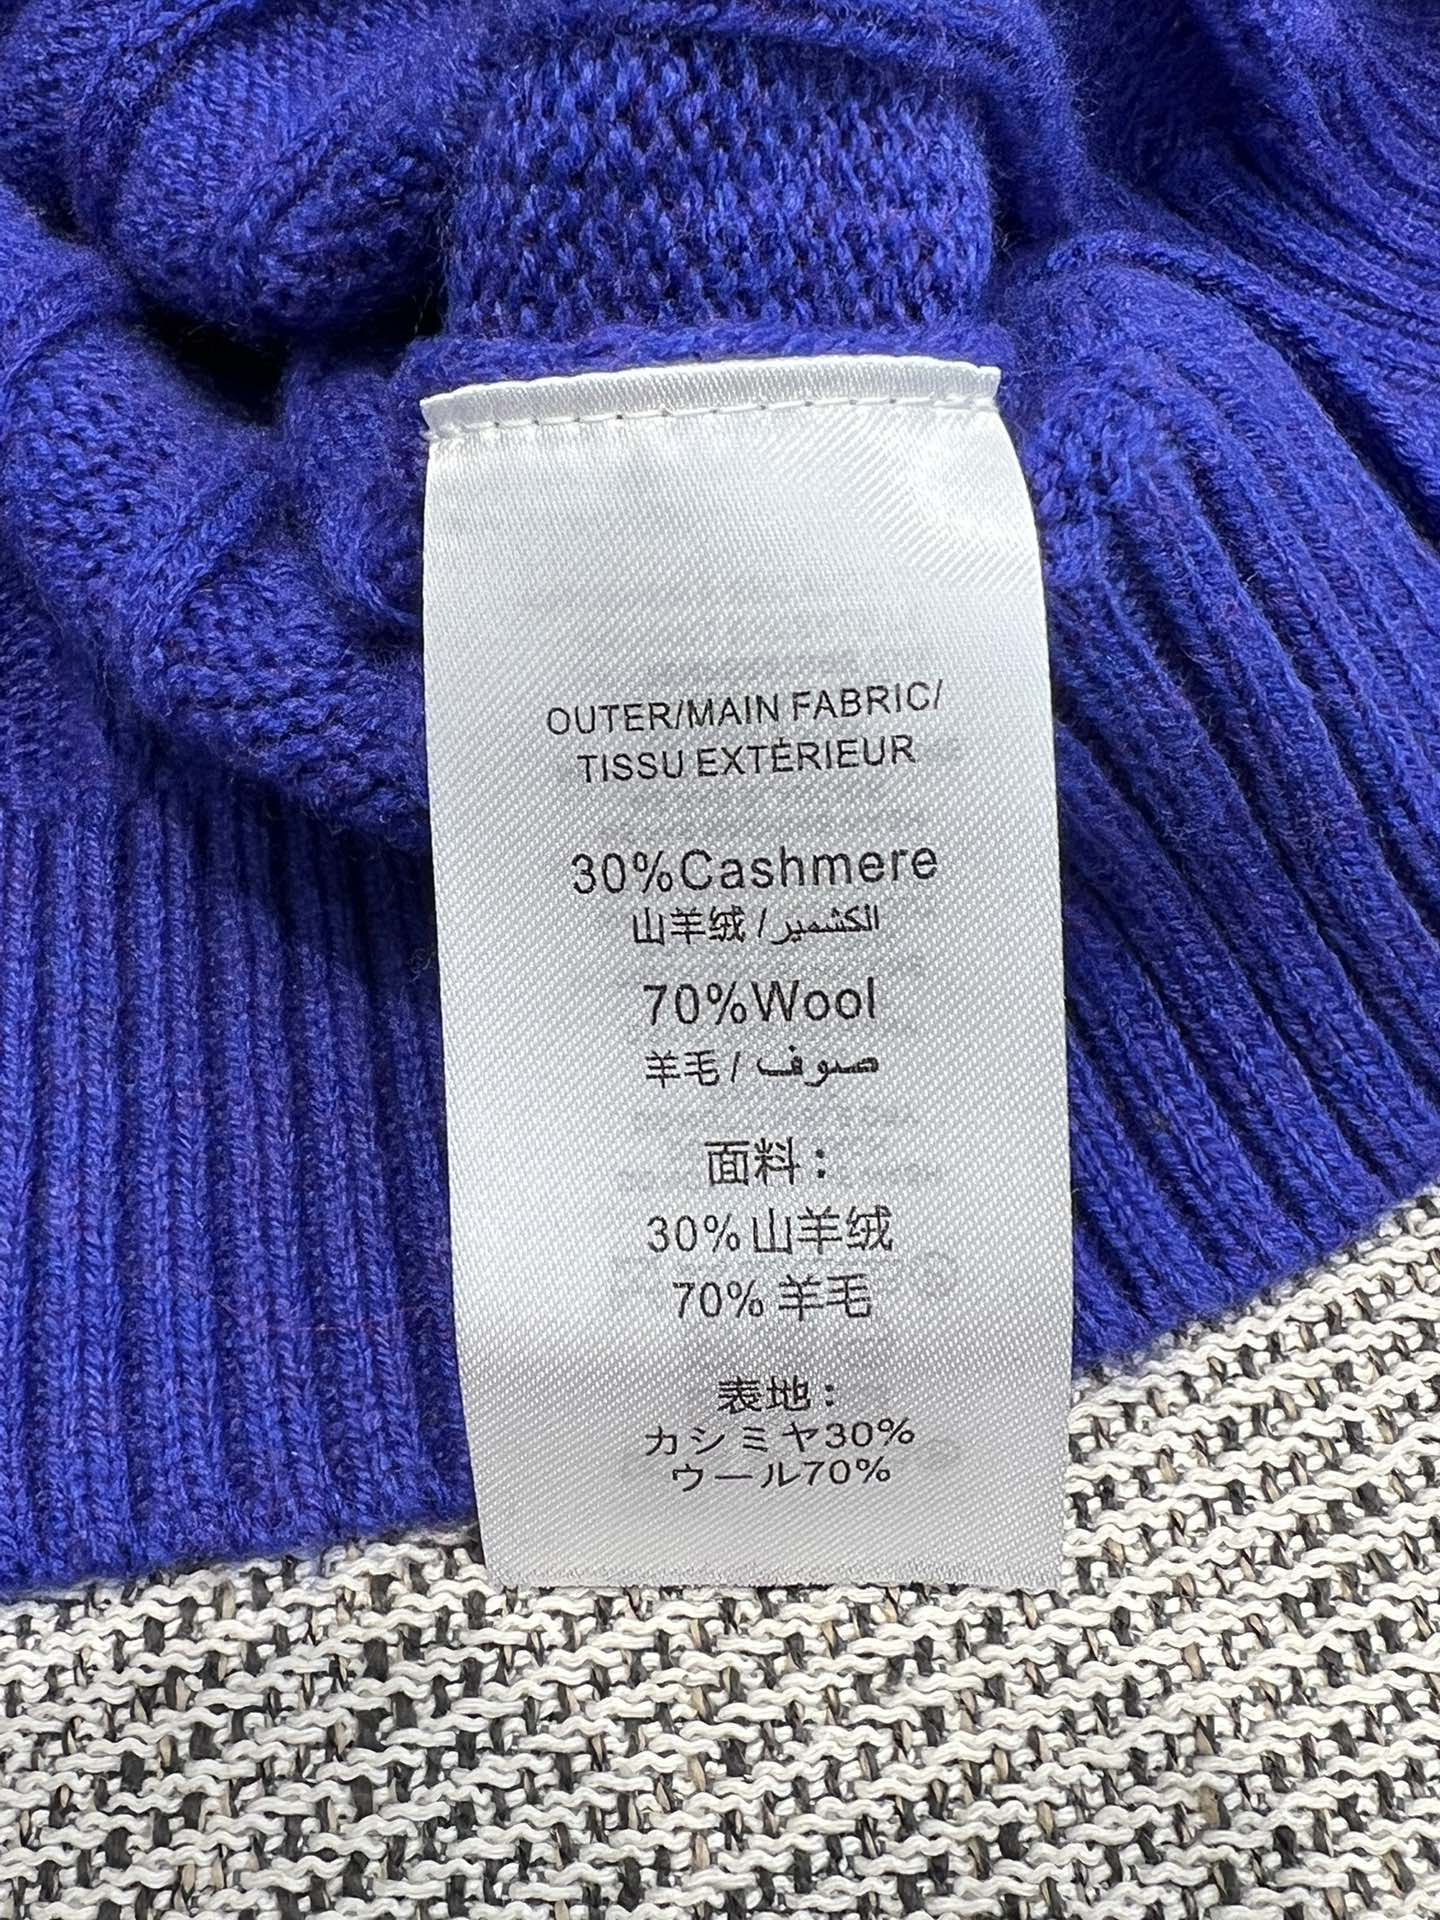 OUTER/MAIN FABRIC/
TISSU EXTÉRIEUR
30%Cashmere
山羊绒 / الكشمير
70%Wool
羊毛 / صوف
面料：
30%山羊绒
70%羊毛
表地：
カシミヤ30%
ウール70%